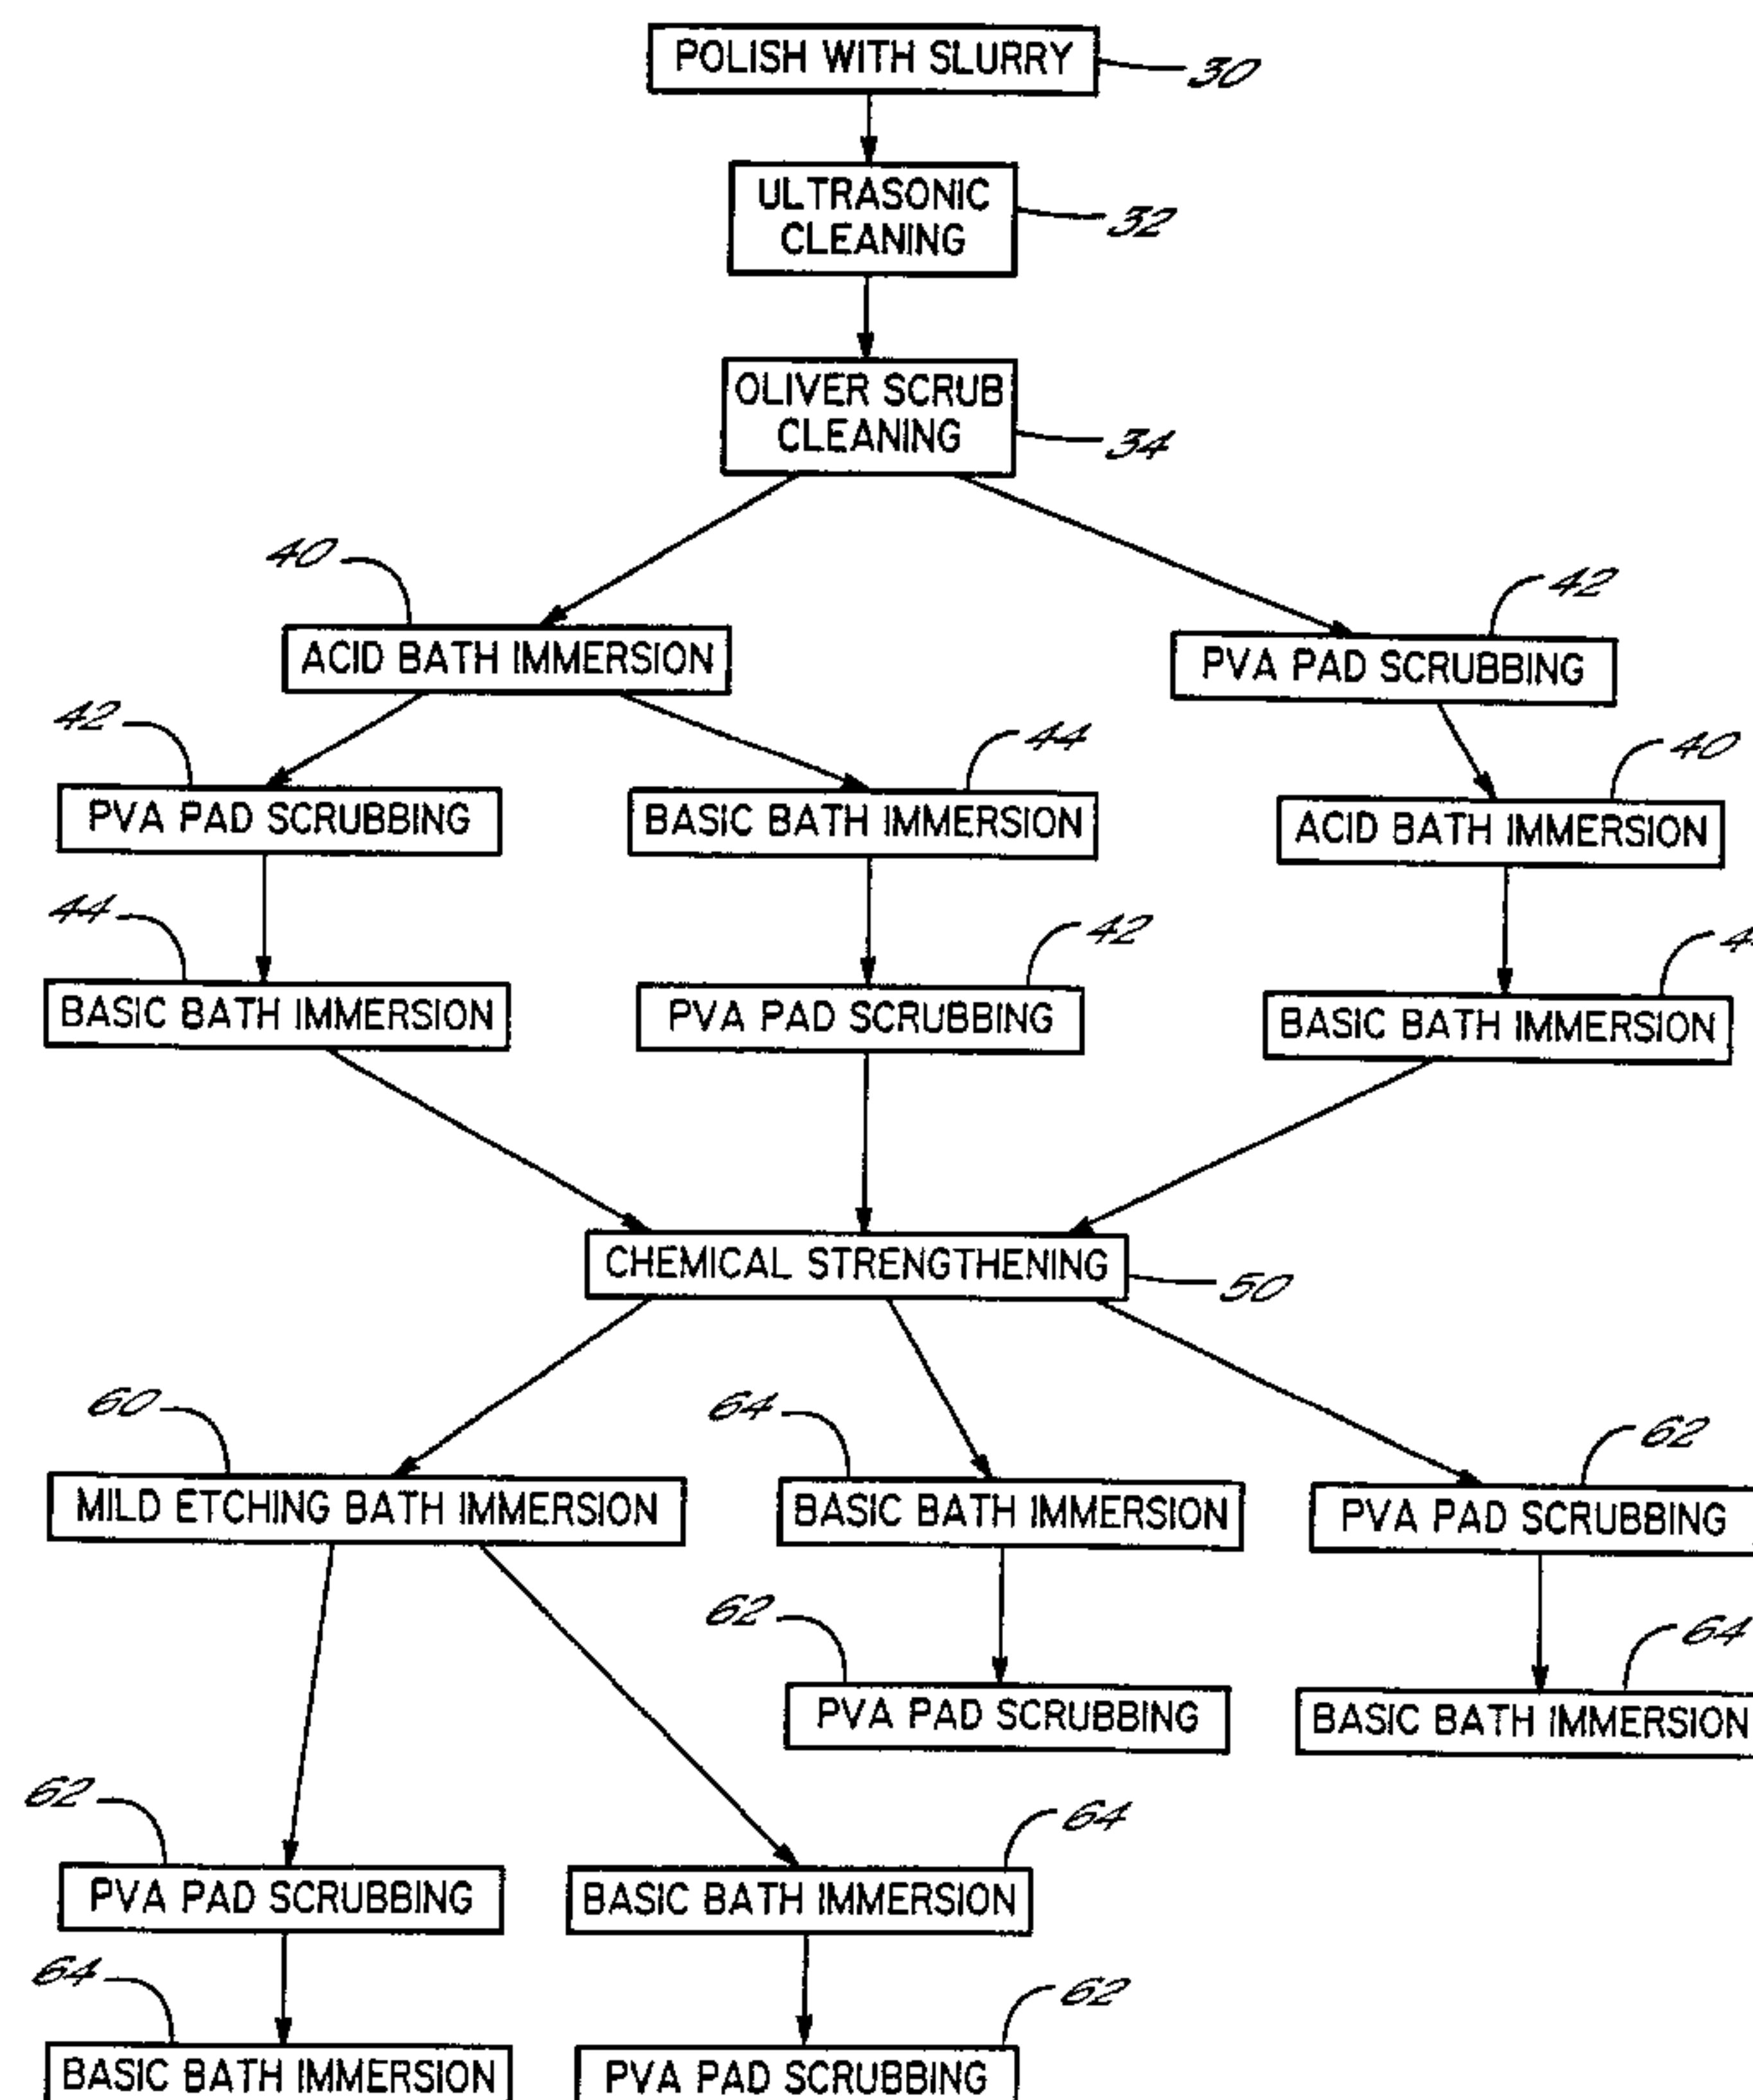 POLISH WITH SLURRY
30
ULTRASONIC
CLEANING
32
OLIVER SCRUB
CLEANING
34
40
ACID BATH IMMERSION
42
PVA PAD SCRUBBING
42
PVA PAD SCRUBBING
44
BASIC BATH IMMERSION
40
ACID BATH IMMERSION
44
BASIC BATH IMMERSION
42
PVA PAD SCRUBBING
BASIC BATH IMMERSION
CHEMICAL STRENGTHENING
50
60
MILD ETCHING BATH IMMERSION
64
BASIC BATH IMMERSION
62
PVA PAD SCRUBBING
62
PVA PAD SCRUBBING
64
BASIC BATH IMMERSION
62
PVA PAD SCRUBBING
64
BASIC BATH IMMERSION
64
BASIC BATH IMMERSION
62
PVA PAD SCRUBBING